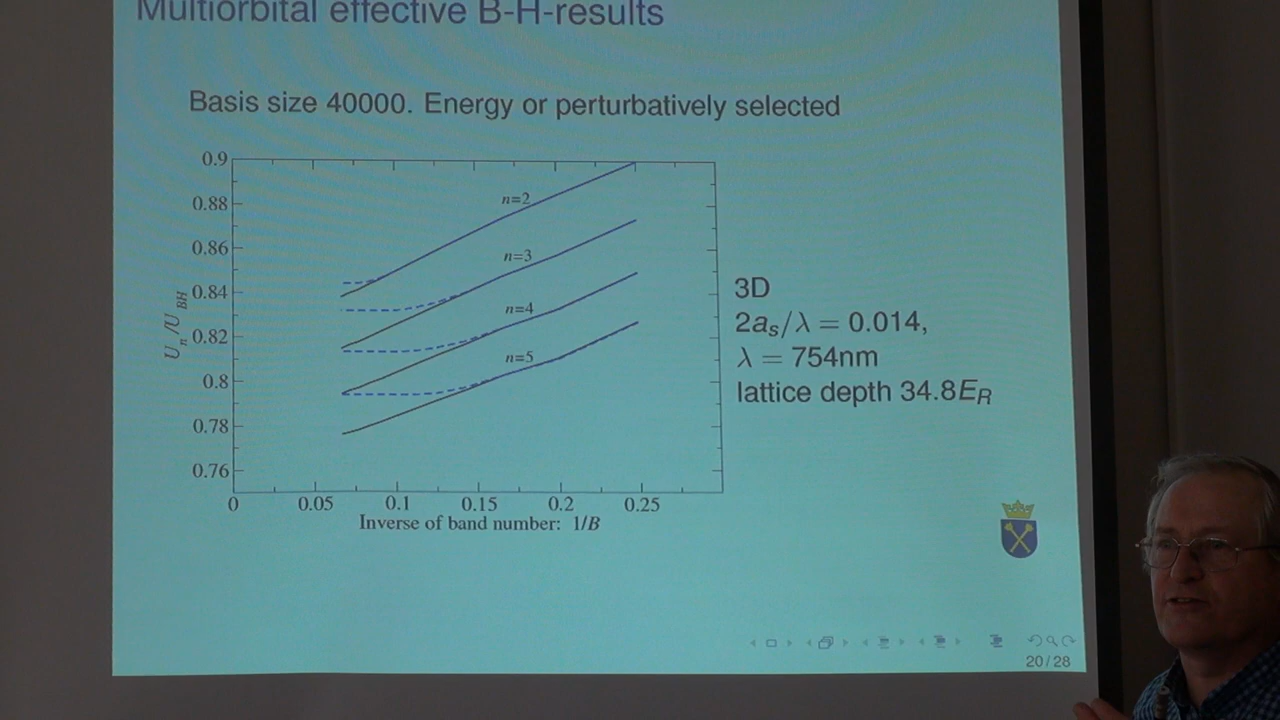 Multiorbital effective B-H-results
Basis size 40000. Energy or perturbatively selected
0.9
0.88
0.86
0.84
0.82
0.8
0.78
0.76
U_n/U_BH
n=2
n=3
n=4
n=5
0 0.05 0.1 0.15 0.2 0.25
Inverse of band number: 1/B
3D
2a_s/λ = 0.014,
λ = 754nm
lattice depth 34.8E_R
20/28